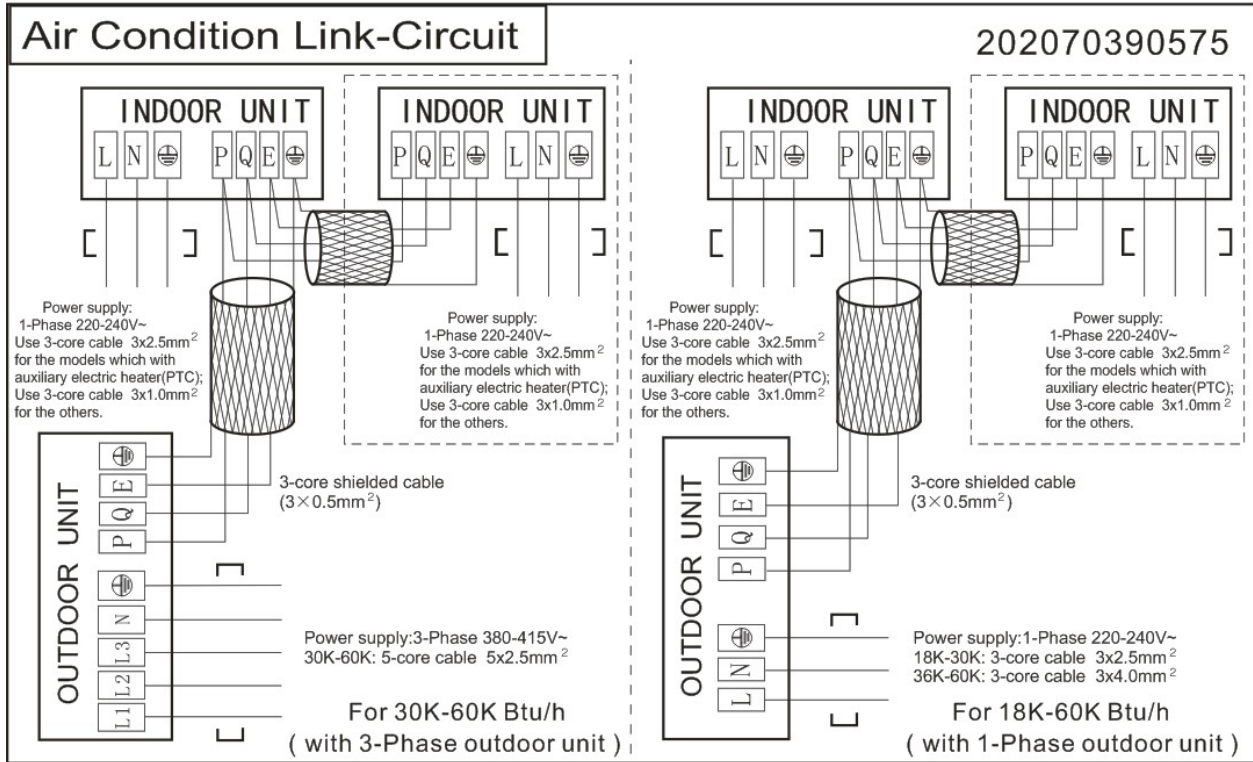 Air Condition Link-Circuit
202070390575
INDOOR UNIT
L N P Q E
INDOOR UNIT
P Q E L N
Power supply:
1-Phase 220-240V~
Use 3-core cable 3x2.5mm²
for the models which with
auxiliary electric heater(PTC);
Use 3-core cable 3x1.0mm²
for the others.
Power supply:
1-Phase 220-240V~
Use 3-core cable 3x2.5mm²
for the models which with
auxiliary electric heater(PTC);
Use 3-core cable 3x1.0mm²
for the others.
OUTDOOR UNIT
E
Q
P
N
L3
L2
L1
3-core shielded cable
(3×0.5mm²)
Power supply:3-Phase 380-415V~
30K-60K: 5-core cable 5x2.5mm²
For 30K-60K Btu/h
( with 3-Phase outdoor unit )
INDOOR UNIT
L N P Q E
INDOOR UNIT
P Q E L N
Power supply:
1-Phase 220-240V~
Use 3-core cable 3x2.5mm²
for the models which with
auxiliary electric heater(PTC);
Use 3-core cable 3x1.0mm²
for the others.
Power supply:
1-Phase 220-240V~
Use 3-core cable 3x2.5mm²
for the models which with
auxiliary electric heater(PTC);
Use 3-core cable 3x1.0mm²
for the others.
OUTDOOR UNIT
E
Q
P
N
L
3-core shielded cable
(3×0.5mm²)
Power supply:1-Phase 220-240V~
18K-30K: 3-core cable 3x2.5mm²
36K-60K: 3-core cable 3x4.0mm²
For 18K-60K Btu/h
( with 1-Phase outdoor unit )